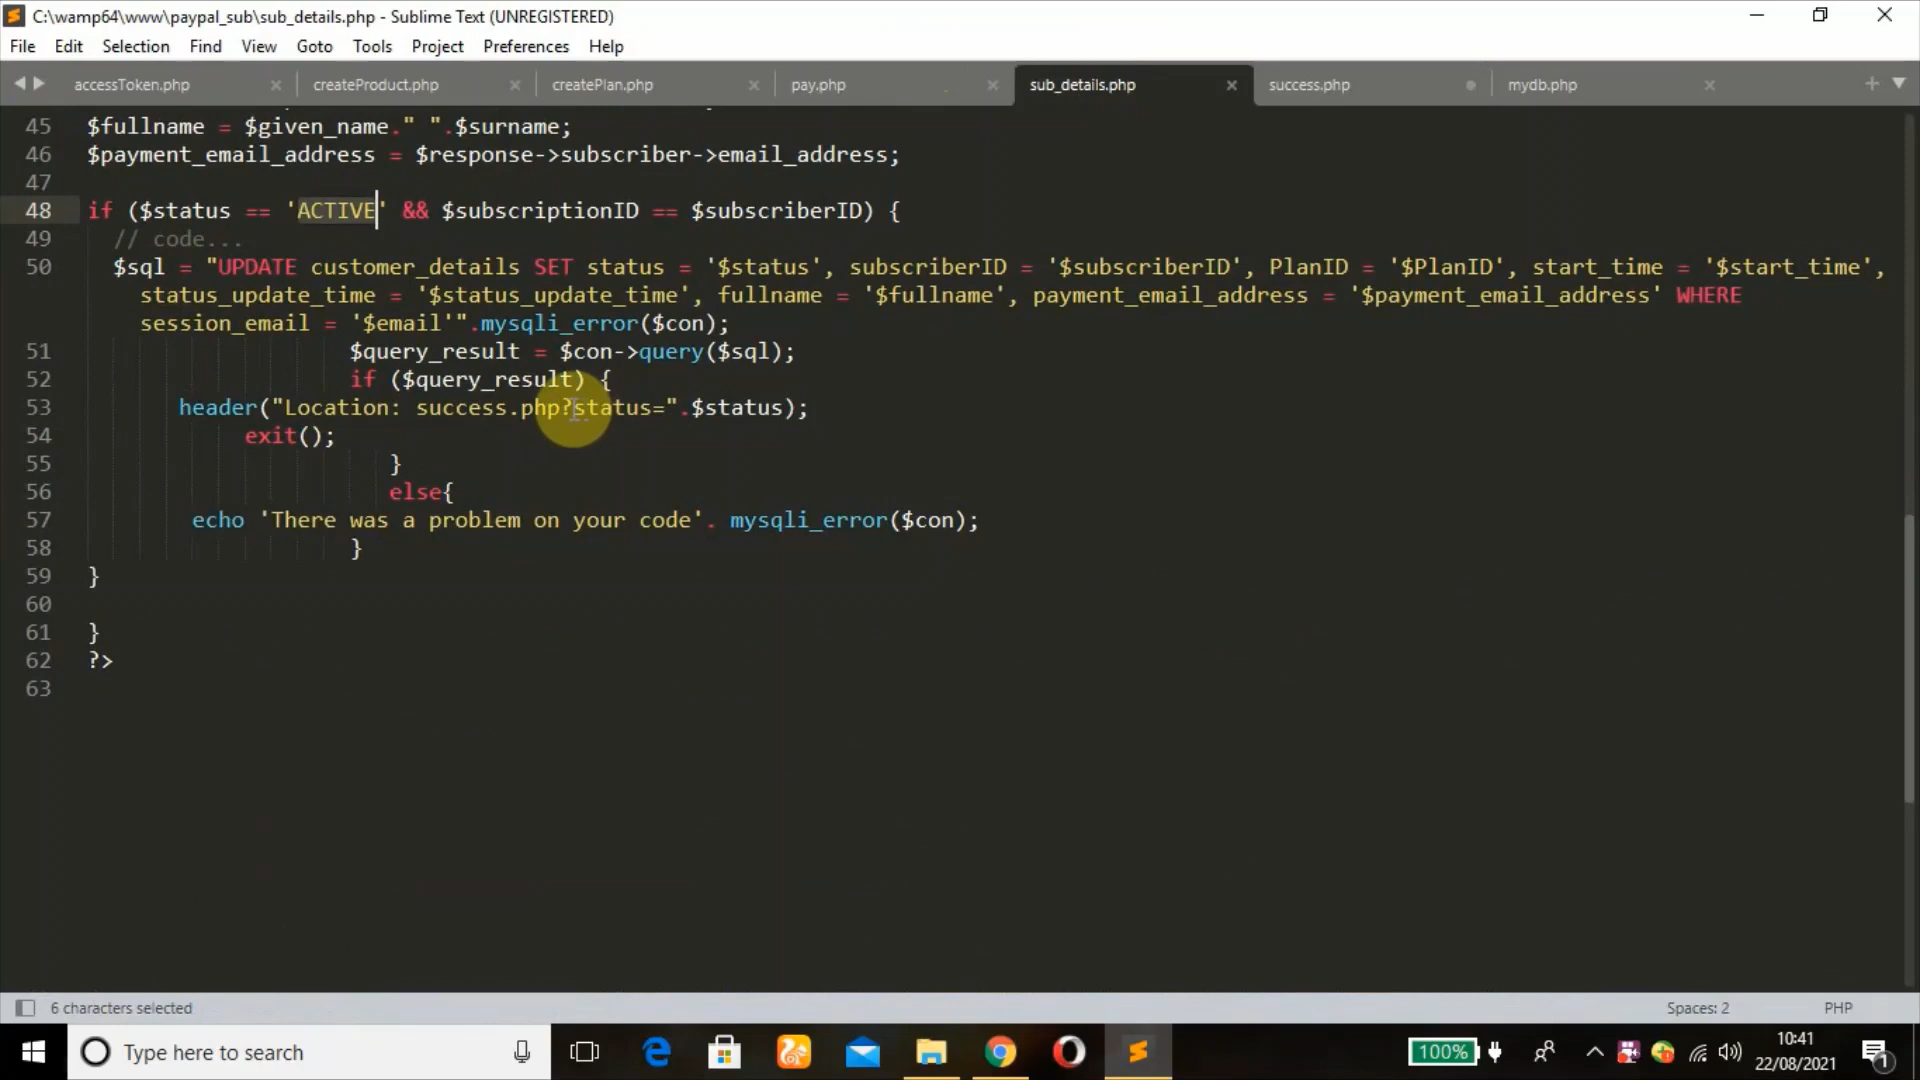 C:\wamp64\www\paypal_sub\sub_details.php - Sublime Text (UNREGISTERED)
File Edit Selection Find View Goto Tools Project Preferences Help
accessToken.php createProduct.php createPlan.php pay.php sub_details.php success.php mydb.php
45 $fullname = $given_name." ".$surname;
46 $payment_email_address = $response->subscriber->email_address;
47
48 if ($status == 'ACTIVE' && $subscriptionID == $subscriberID) {
49 // code...
50 $sql = "UPDATE customer_details SET status = '$status', subscriberID = '$subscriberID', PlanID = '$PlanID', start_time = '$start_time',
status_update_time = '$status_update_time', fullname = '$fullname', payment_email_address = '$payment_email_address' WHERE
session_email = '$email'".mysqli_error($con);
51 $query_result = $con->query($sql);
52 if ($query_result) {
53 header("Location: success.php?status=".$status);
54 exit();
55 }
56 else{
57 echo 'There was a problem on your code'. mysqli_error($con);
58 }
59 }
60
61 }
62 ?>
63
6 characters selected Spaces: 2 PHP
Type here to search 100% 10:41
22/08/2021 1